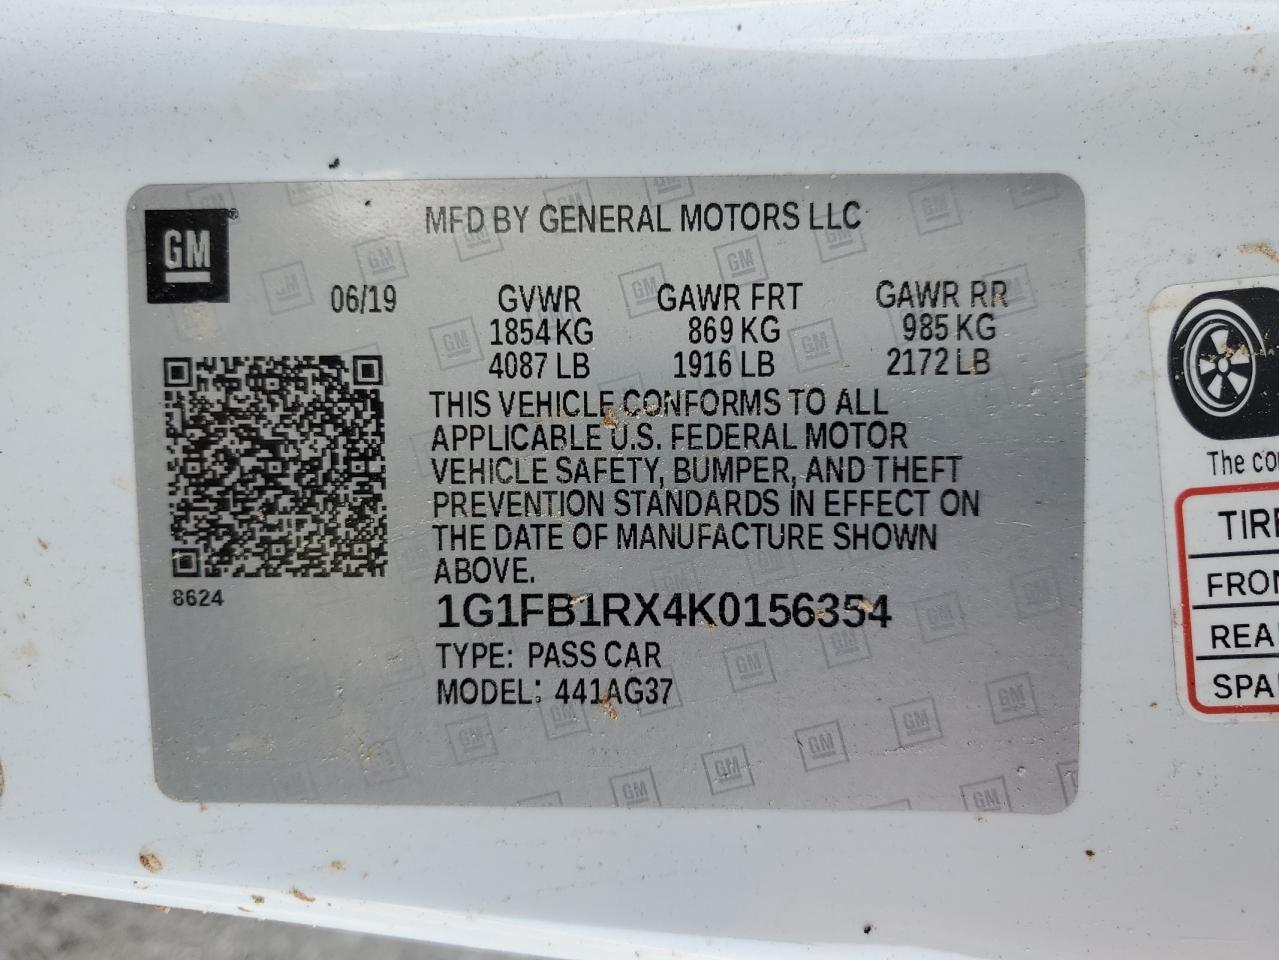 MFD BY GENERAL MOTORS LLC
GM
06/19 GVWR GAWR FRT GAWR RR
1854 KG 869 KG 985 KG
4087 LB 1916 LB 2172 LB
THIS VEHICLE CONFORMS TO ALL
APPLICABLE U.S. FEDERAL MOTOR
VEHICLE SAFETY, BUMPER, AND THEFT
PREVENTION STANDARDS IN EFFECT ON
THE DATE OF MANUFACTURE SHOWN
ABOVE.
8624
1G1FB1RX4K0156354
TYPE: PASS CAR
MODEL: 441AG37
The